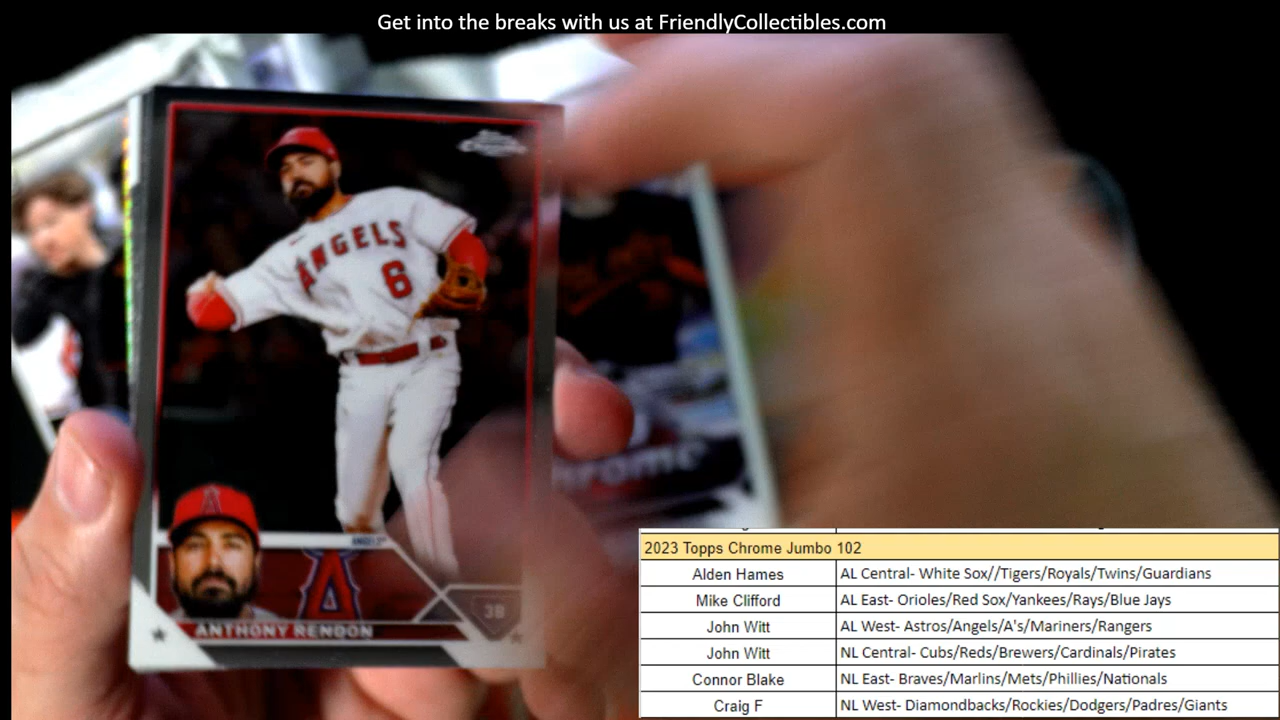 Get into the breaks with us at FriendlyCollectibles.com
Chrome
ANGELS
6
ANGELS
A
3B
ANTHONY RENDON
2023 Topps Chrome Jumbo 102
Alden Hames AL Central- White Sox//Tigers/Royals/Twins/Guardians
Mike Clifford AL East- Orioles/Red Sox/Yankees/Rays/Blue Jays
John Witt AL West- Astros/Angels/A's/Mariners/Rangers
John Witt NL Central- Cubs/Reds/Brewers/Cardinals/Pirates
Connor Blake NL East- Braves/Marlins/Mets/Phillies/Nationals
Craig F NL West- Diamondbacks/Rockies/Dodgers/Padres/Giants